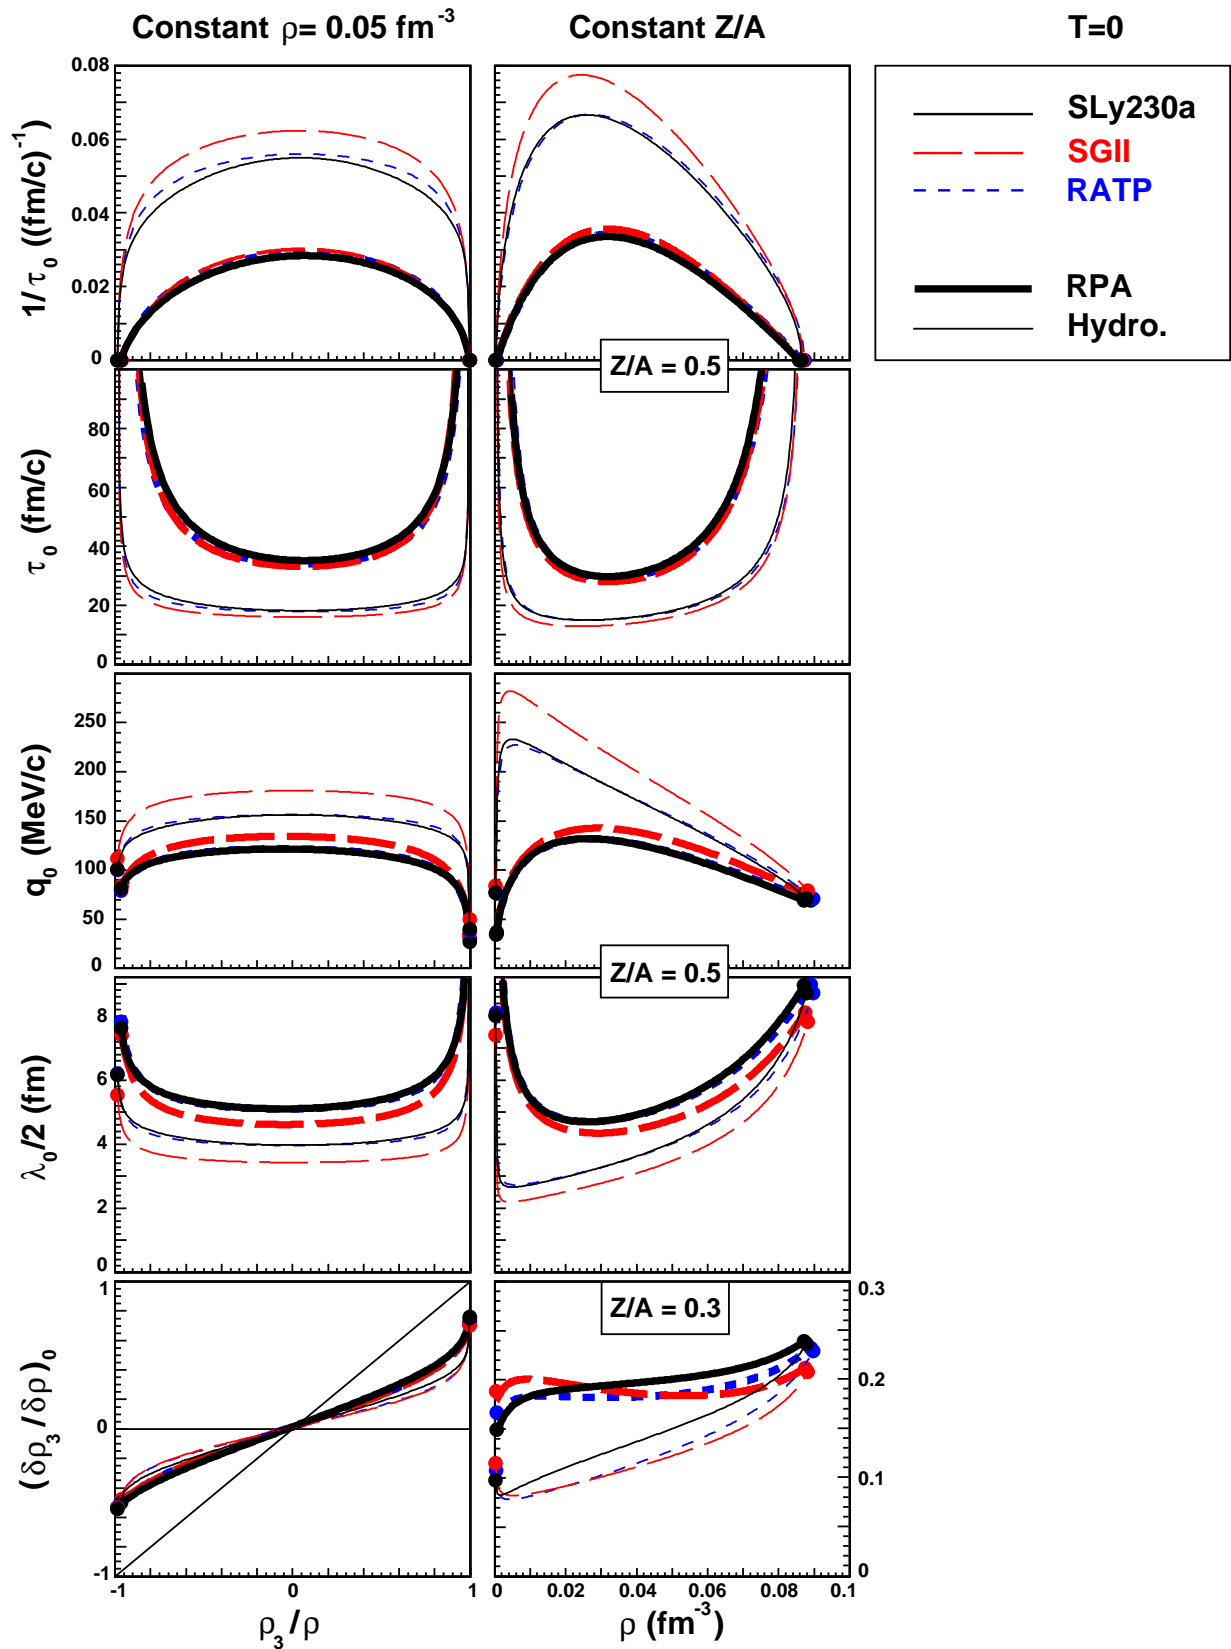 Constant ρ= 0.05 fm⁻³
Constant Z/A
T=0
SLy230a
SGII
RATP
RPA
Hydro.
1/τ₀ ((fm/c)⁻¹
0.08
0.06
0.04
0.02
0
Z/A = 0.5
τ₀ (fm/c)
80
60
40
20
0
q₀ (MeV/c)
250
200
150
100
50
0
Z/A = 0.5
λ₀/2 (fm)
8
6
4
2
0
Z/A = 0.3
(δρ₃/δρ)₀
1
0
-1
0.3
0.2
0.1
0
-1 0 1
ρ₃/ρ
0 0.02 0.04 0.06 0.08 0.1
ρ (fm⁻³)